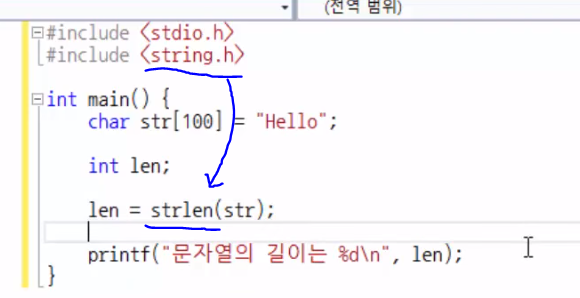 (전역 범위)
#include <stdio.h>
#include <string.h>
int main() {
char str[100] = "Hello";
int len;
len = strlen(str);
printf("문자열의 길이는 %d\n", len);
}